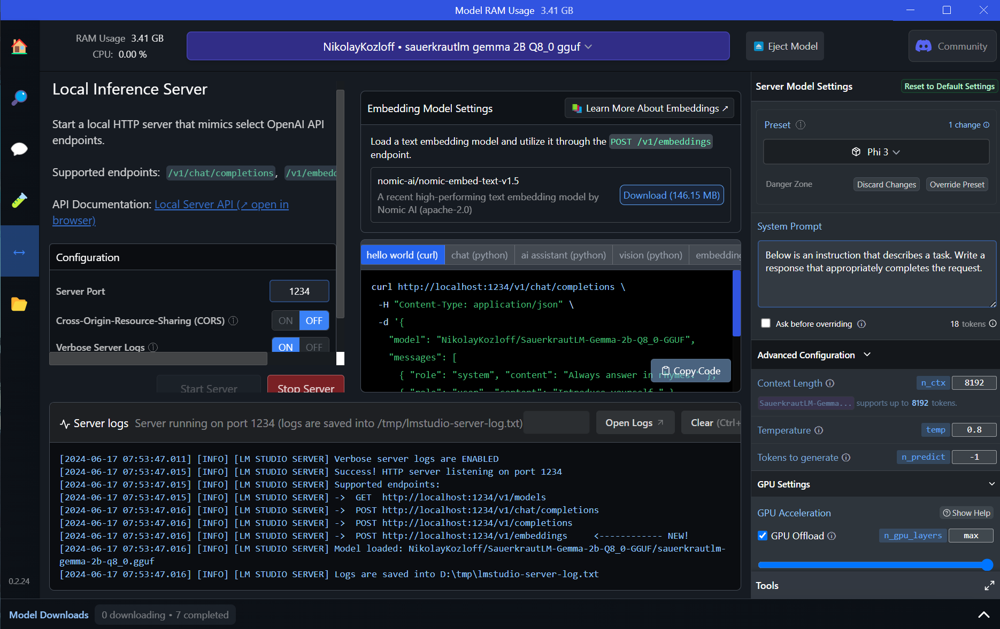 Model RAM Usage 3.41 GB
RAM Usage 3.41 GB
CPU: 0.00 %
NikolayKozloff • sauerkrautlm gemma 2B Q8_0 gguf
Eject Model
Community
Local Inference Server
Start a local HTTP server that mimics select OpenAI API
endpoints.
Supported endpoints: /v1/chat/completions, /v1/embedd
API Documentation: Local Server API (↗ open in
browser)
Configuration
Server Port 1234
Cross-Origin-Resource-Sharing (CORS) ON OFF
Verbose Server Logs ON OFF
Start Server Stop Server
Embedding Model Settings
Learn More About Embeddings ↗
Load a text embedding model and utilize it through the POST /v1/embeddings
endpoint.
nomic-ai/nomic-embed-text-v1.5
A recent high-performing text embedding model by
Nomic AI (apache-2.0)
Download (146.15 MB)
hello world (curl) chat (python) ai assistant (python) vision (python) embedding
curl http://localhost:1234/v1/chat/completions \
-H "Content-Type: application/json" \
-d '{
"model": "NikolayKozloff/SauerkrautLM-Gemma-2b-Q8_0-GGUF",
"messages": [
{ "role": "system", "content": "Always answer in rhymes." },
{ "role": "user", "content": "Introduce yourself." }
Copy Code
Server logs Server running on port 1234 (logs are saved into /tmp/lmstudio-server-log.txt)
Open Logs ↗
Clear (Ctrl+
[2024-06-17 07:53:47.011] [INFO] [LM STUDIO SERVER] Verbose server logs are ENABLED
[2024-06-17 07:53:47.015] [INFO] [LM STUDIO SERVER] Success! HTTP server listening on port 1234
[2024-06-17 07:53:47.015] [INFO] [LM STUDIO SERVER] Supported endpoints:
[2024-06-17 07:53:47.015] [INFO] [LM STUDIO SERVER] -> GET http://localhost:1234/v1/models
[2024-06-17 07:53:47.016] [INFO] [LM STUDIO SERVER] -> POST http://localhost:1234/v1/chat/completions
[2024-06-17 07:53:47.016] [INFO] [LM STUDIO SERVER] -> POST http://localhost:1234/v1/completions
[2024-06-17 07:53:47.016] [INFO] [LM STUDIO SERVER] -> POST http://localhost:1234/v1/embeddings <------------ NEW!
[2024-06-17 07:53:47.016] [INFO] [LM STUDIO SERVER] Model loaded: NikolayKozloff/SauerkrautLM-Gemma-2b-Q8_0-GGUF/sauerkrautlm-
gemma-2b-q8_0.gguf
[2024-06-17 07:53:47.016] [INFO] [LM STUDIO SERVER] Logs are saved into D:\tmp\lmstudio-server-log.txt
Server Model Settings
Reset to Default Settings
Preset 1 change
Phi 3
Danger Zone Discard Changes Override Preset
System Prompt
Below is an instruction that describes a task. Write a
response that appropriately completes the request.
Ask before overriding 18 tokens
Advanced Configuration
Context Length n_ctx 8192
SauerkrautLM-Gemma... supports up to 8192 tokens.
Temperature temp 0.8
Tokens to generate n_predict -1
GPU Settings
GPU Acceleration Show Help
GPU Offload n_gpu_layers max
Tools
0.2.24
Model Downloads 0 downloading • 7 completed